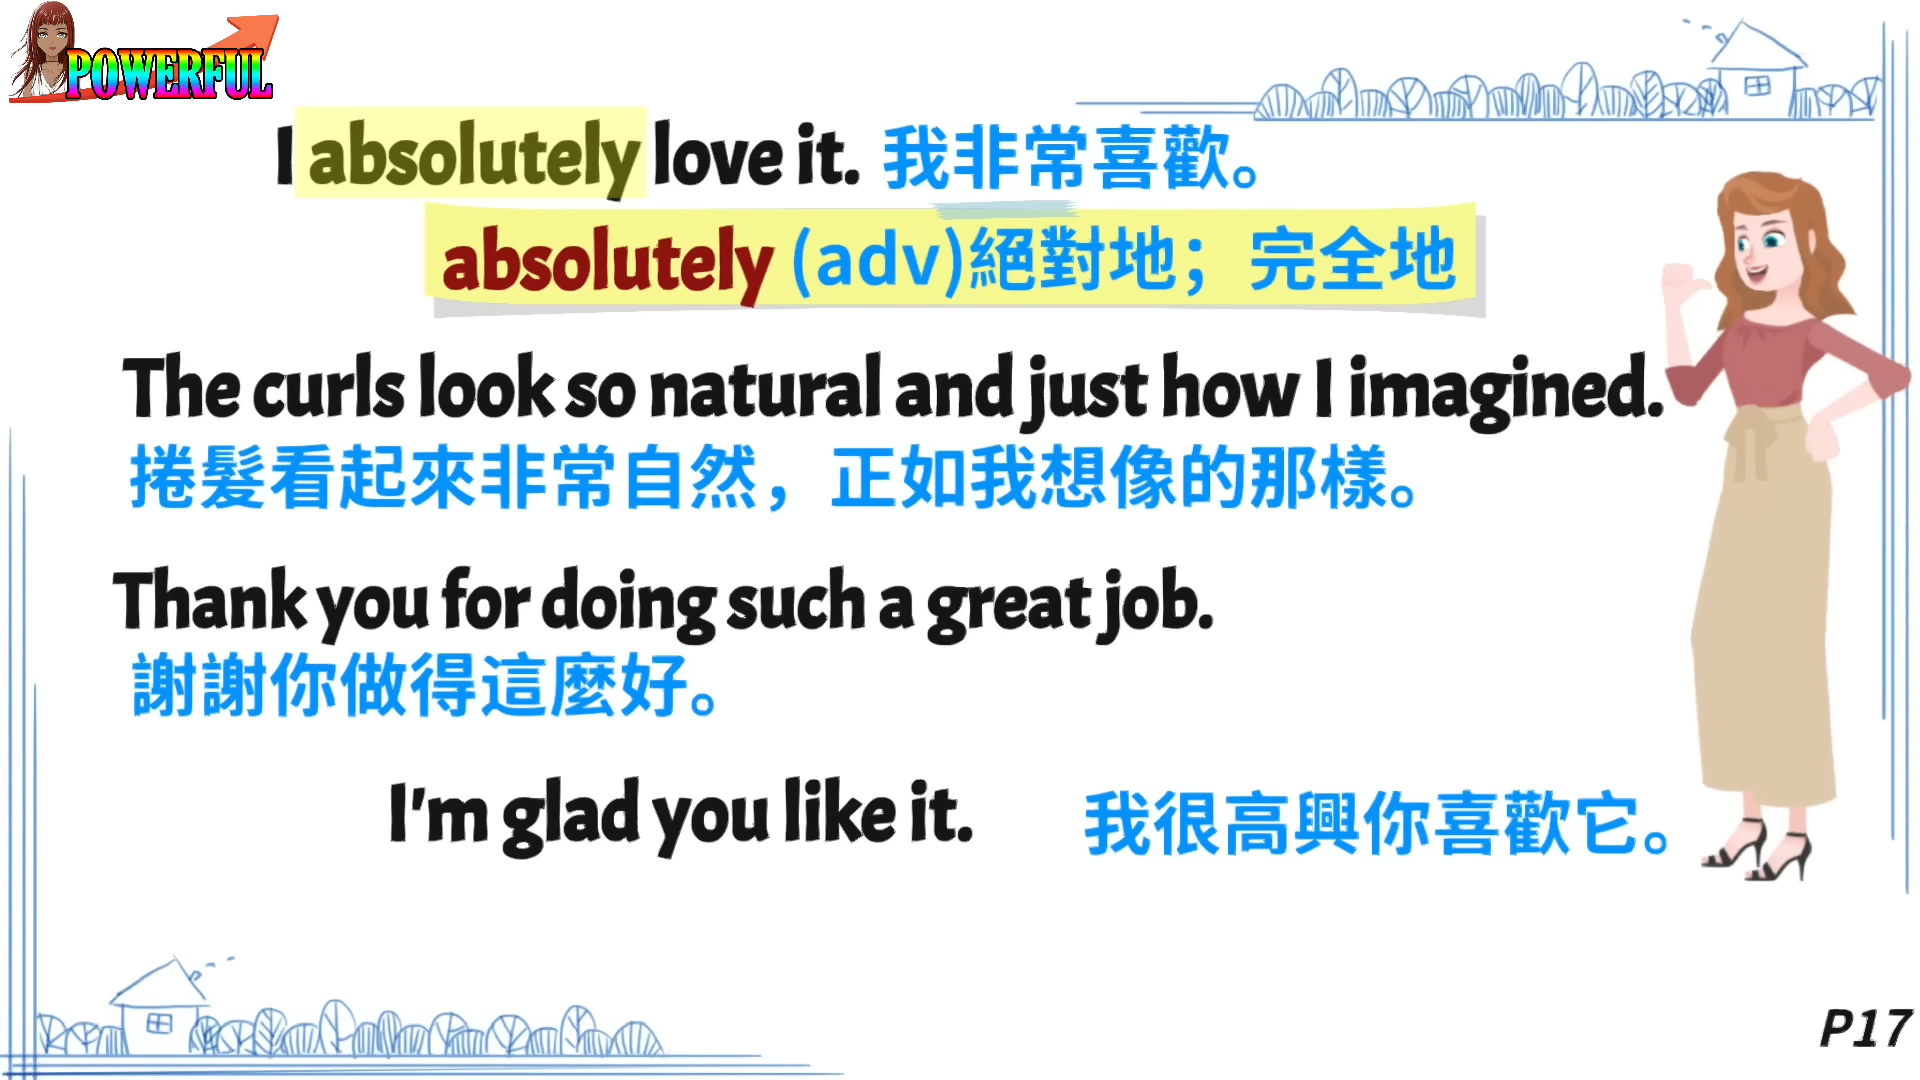 POWERFUL
I absolutely love it. 我非常喜歡。
absolutely (adv)絕對地；完全地
The curls look so natural and just how I imagined.
捲髮看起來非常自然，正如我想像的那樣。
Thank you for doing such a great job.
謝謝你做得這麼好。
I'm glad you like it. 我很高興你喜歡它。
P17